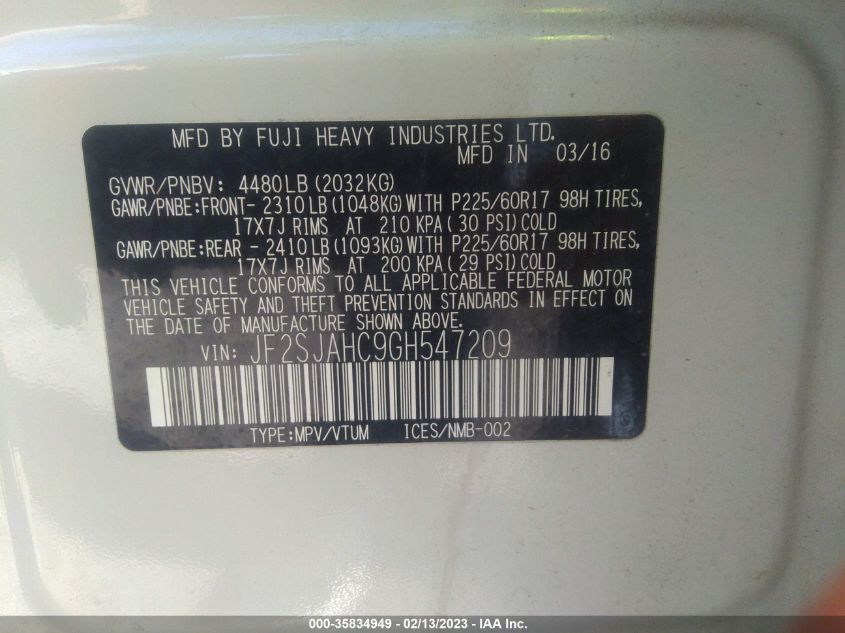 MFD BY FUJI HEAVY INDUSTRIES LTD.
MFD IN 03/16
GVWR/PNBV: 4480LB(2032KG)
GAWR/PNBE:FRONT- 2310LB(1048KG)WITH P225/60R17 98H TIRES,
17X7J RIMS AT 210 KPA( 30 PSI)COLD
GAWR/PNBE:REAR - 2410LB(1093KG)WITH P225/60R17 98H TIRES,
17X7J RIMS AT 200 KPA( 29 PSI)COLD
THIS VEHICLE CONFORMS TO ALL APPLICABLE FEDERAL MOTOR
VEHICLE SAFETY AND THEFT PREVENTION STANDARDS IN EFFECT ON
THE DATE OF MANUFACTURE SHOWN ABOVE.
VIN: JF2SJAHC9GH547209
TYPE:MPV/VTUM ICES/NMB-002
000-35834949 - 02/13/2023 - IAA Inc.